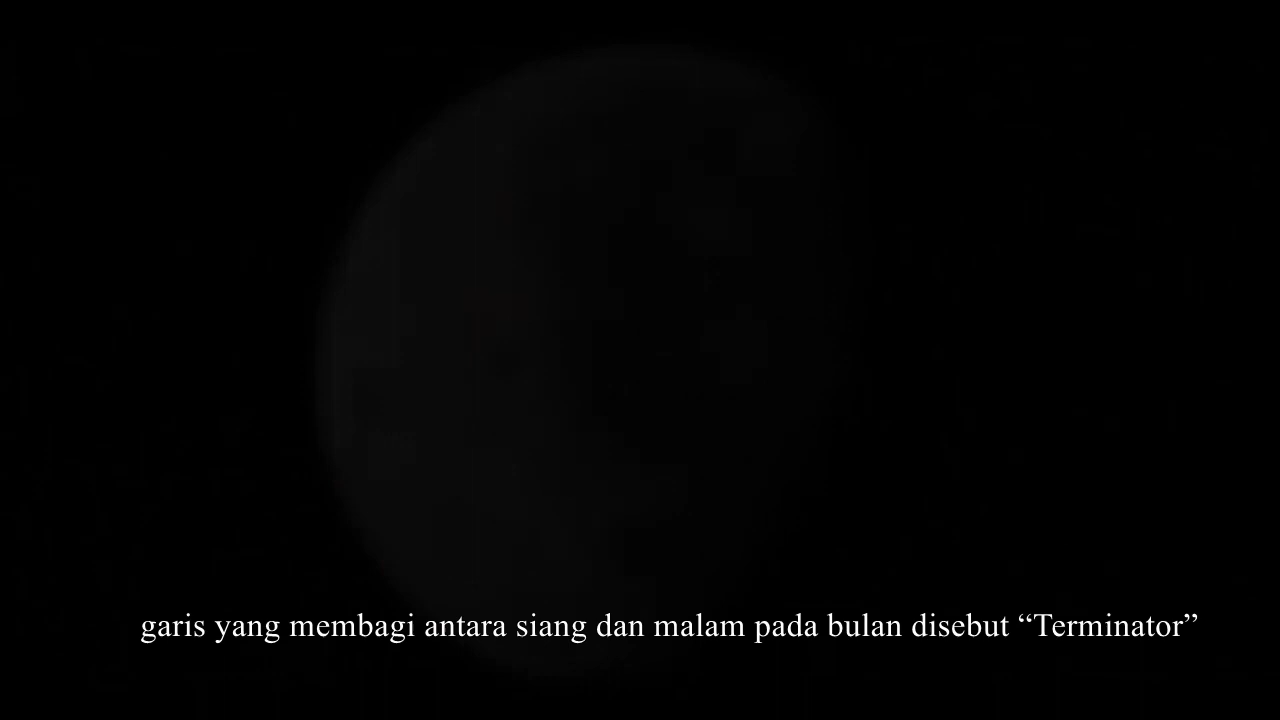 garis yang membagi antara siang dan malam pada bulan disebut “Terminator”